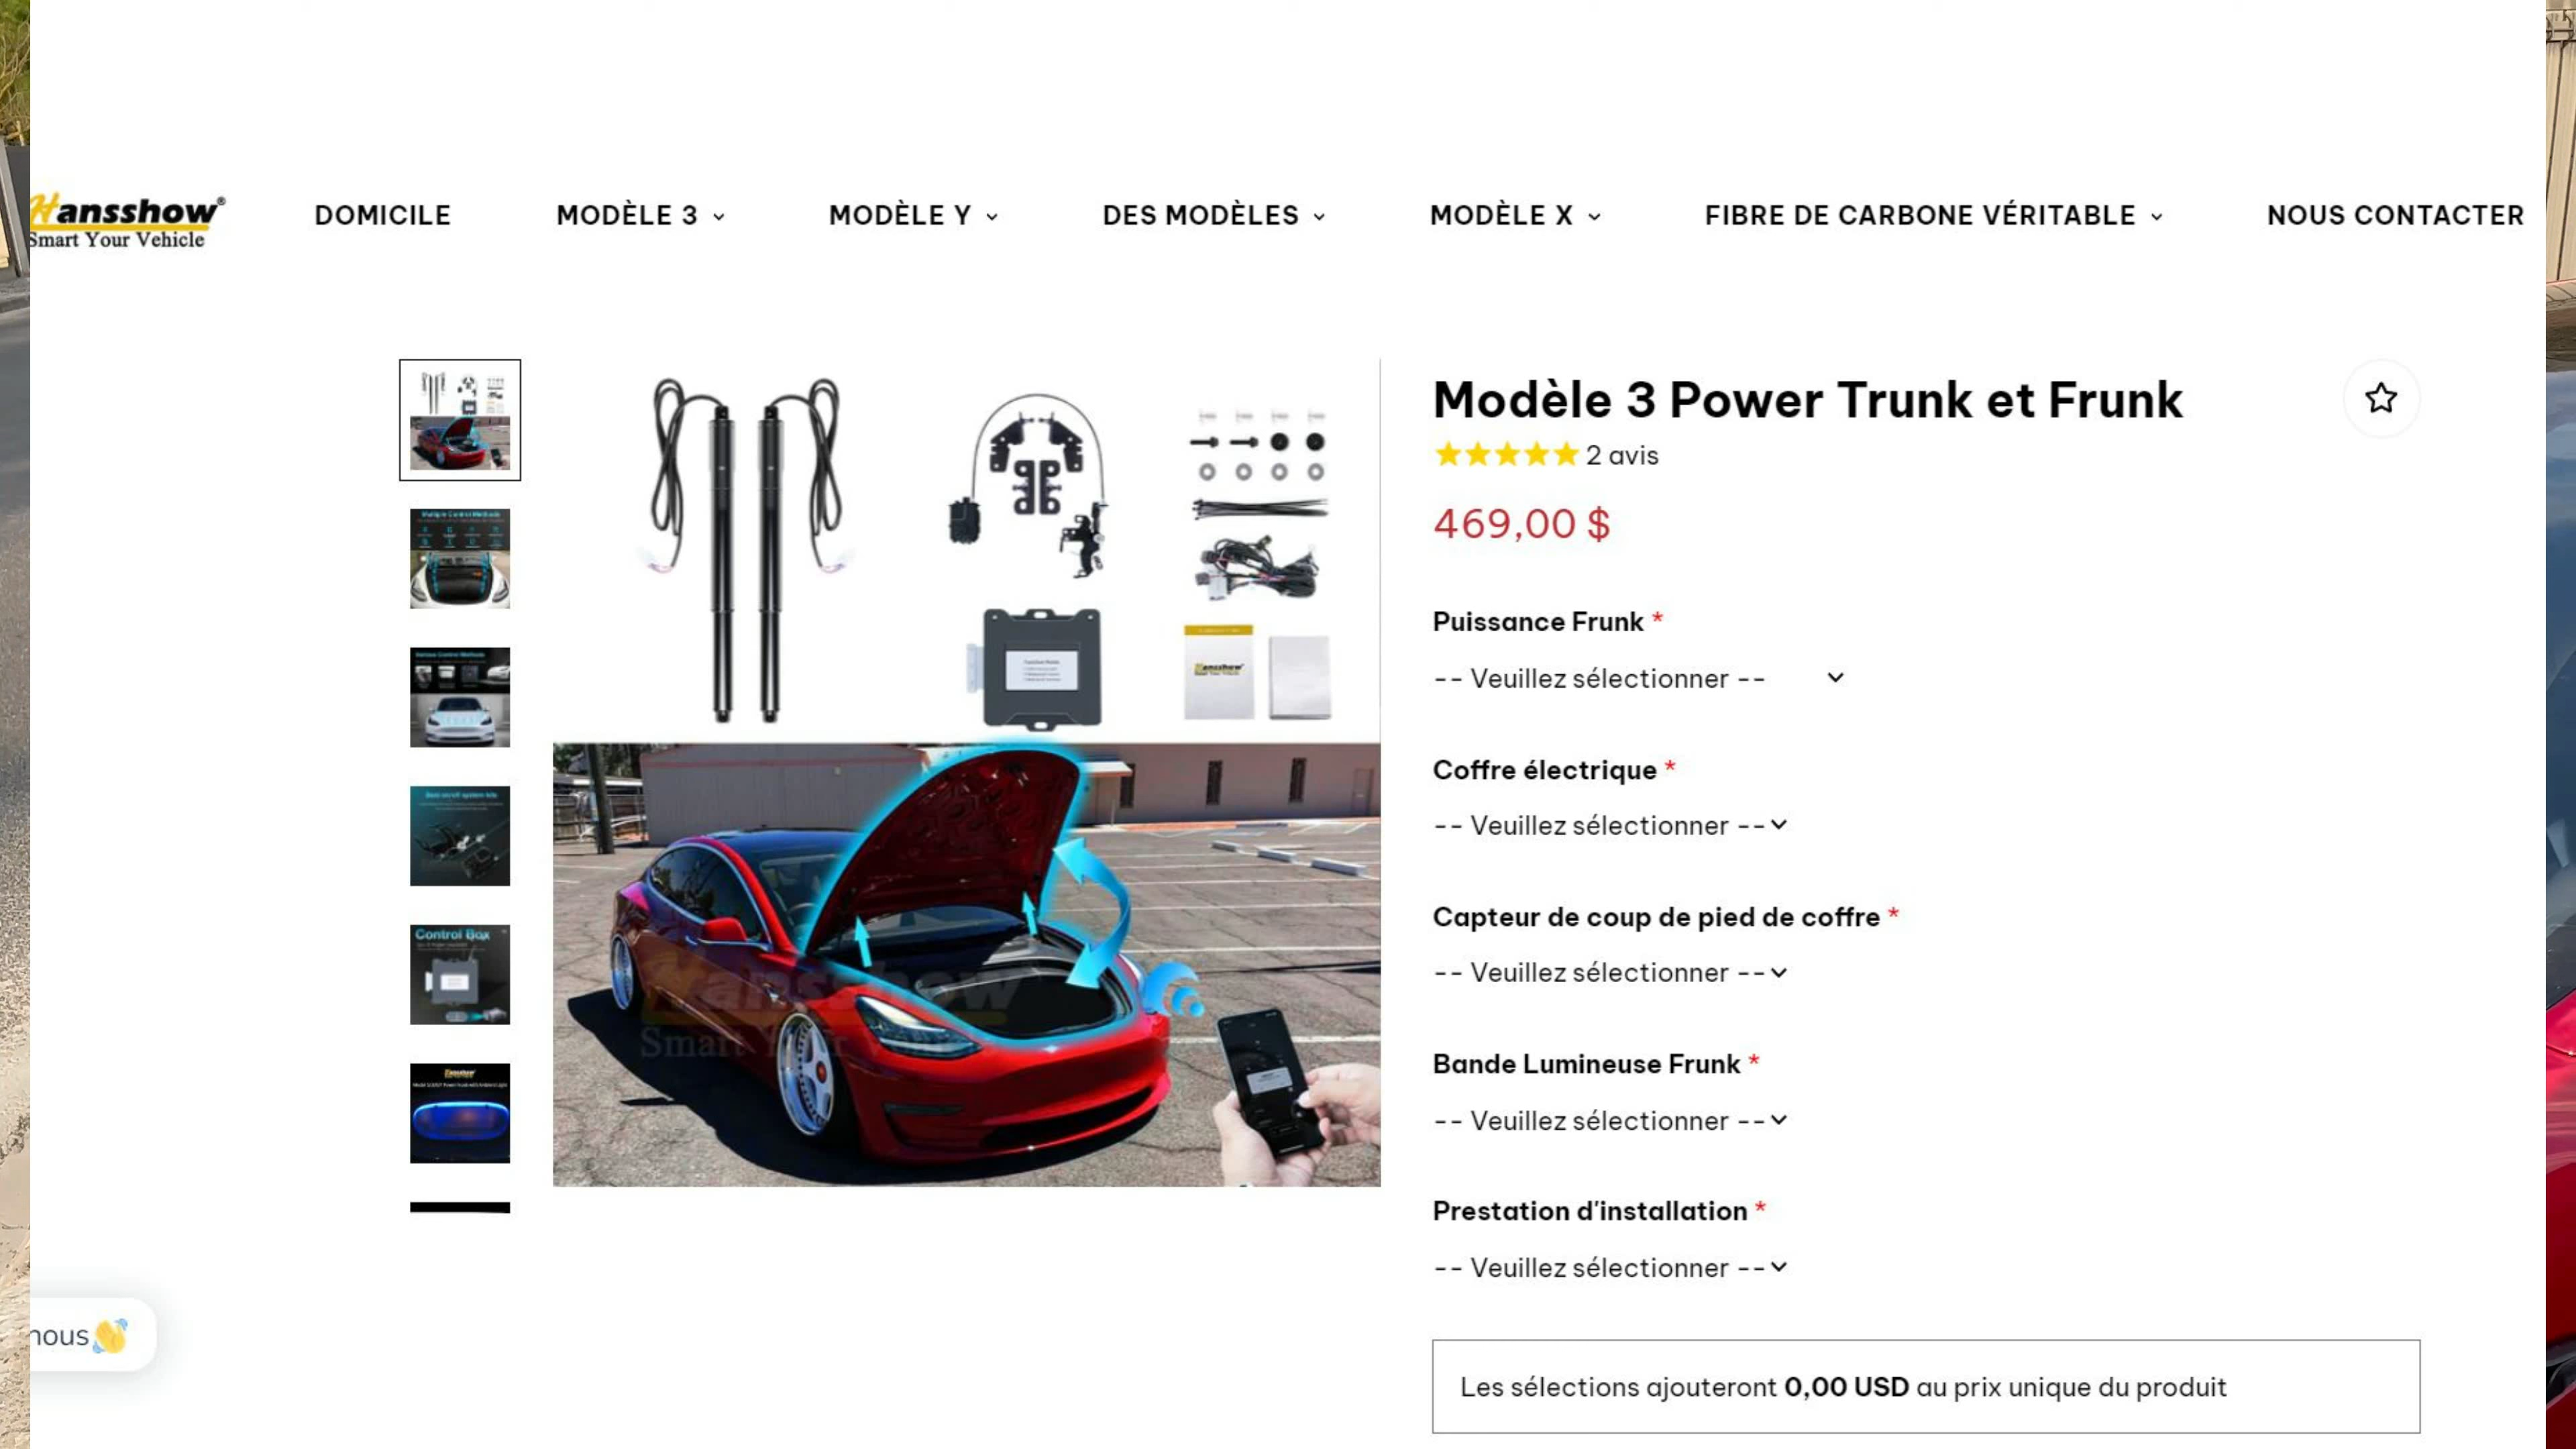 Hansshow®
Smart Your Vehicle
DOMICILE
MODÈLE 3
MODÈLE Y
DES MODÈLES
MODÈLE X
FIBRE DE CARBONE VÉRITABLE
NOUS CONTACTER
Modèle 3 Power Trunk et Frunk
2 avis
469,00 $
Puissance Frunk *
-- Veuillez sélectionner --
Coffre électrique *
-- Veuillez sélectionner --
Capteur de coup de pied de coffre *
-- Veuillez sélectionner --
Bande Lumineuse Frunk *
-- Veuillez sélectionner --
Prestation d'installation *
-- Veuillez sélectionner --
Les sélections ajouteront 0,00 USD au prix unique du produit
Control Box
Hansshow
nous